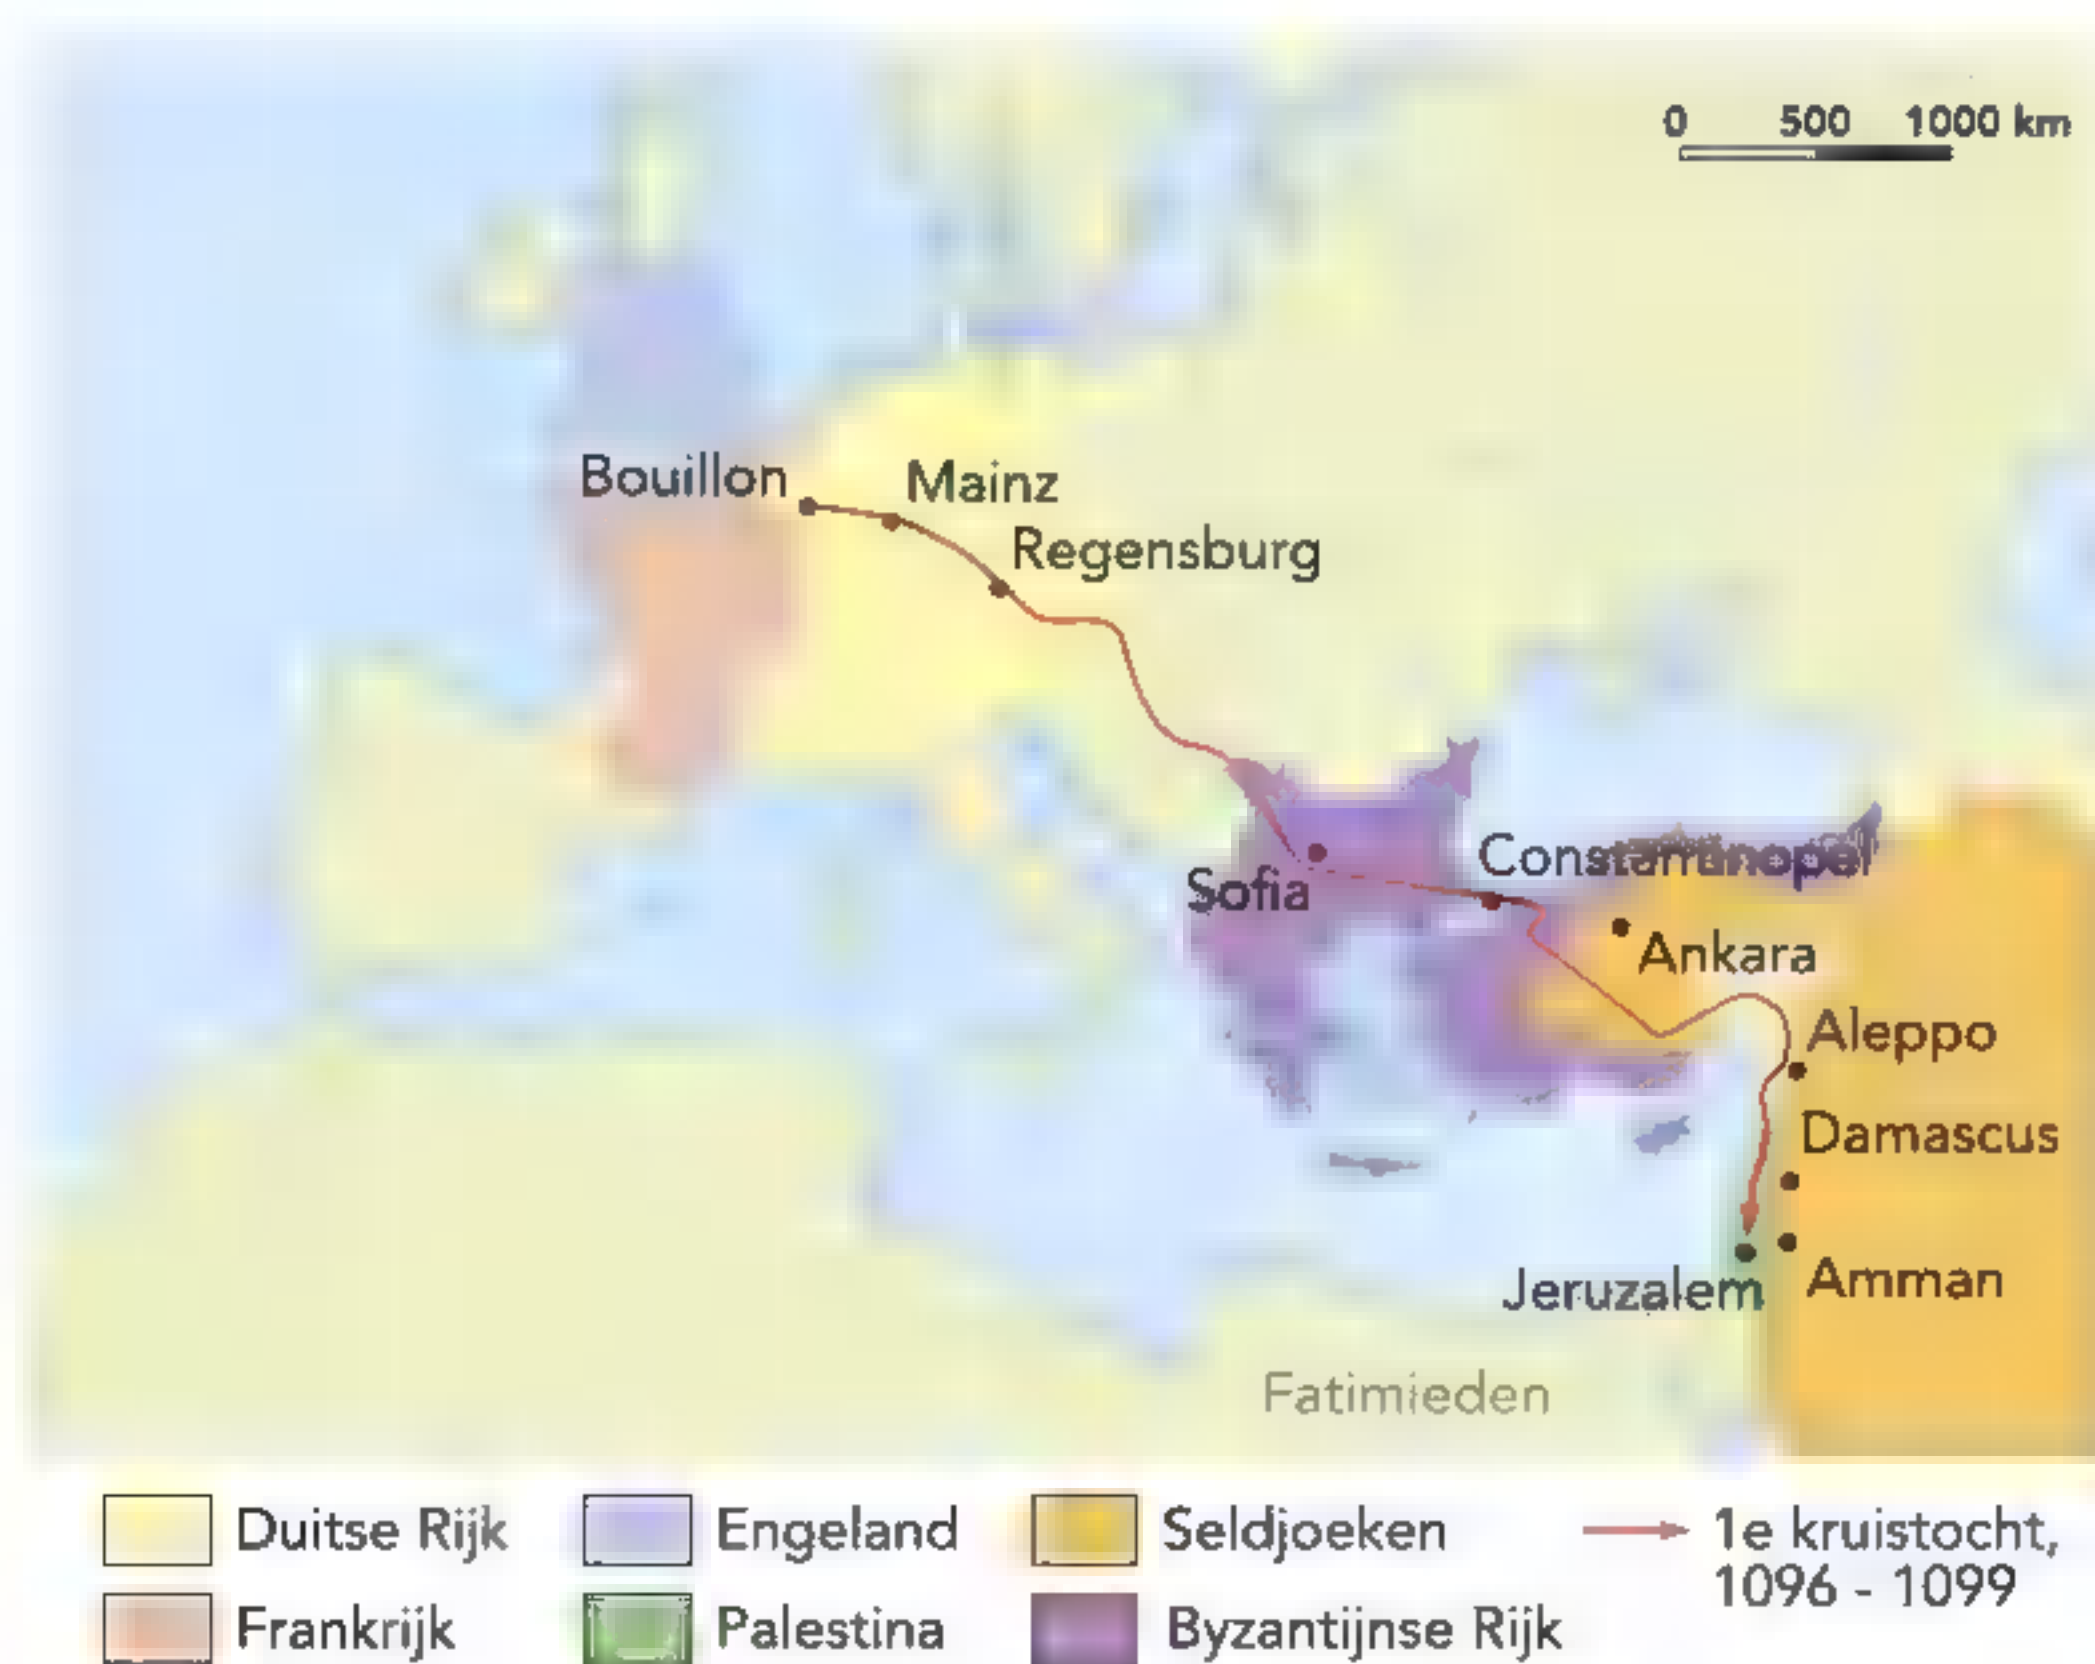 0 500 1000 km
Bouillon
Mainz
Regensburg
Sofia
Constantinopel
Ankara
Aleppo
Damascus
Jeruzalem
Amman
Fatimieden
Duitse Rijk
Engeland
Seldjoeken
1e kruistocht,
1096 - 1099
Frankrijk
Palestina
Byzantijnse Rijk